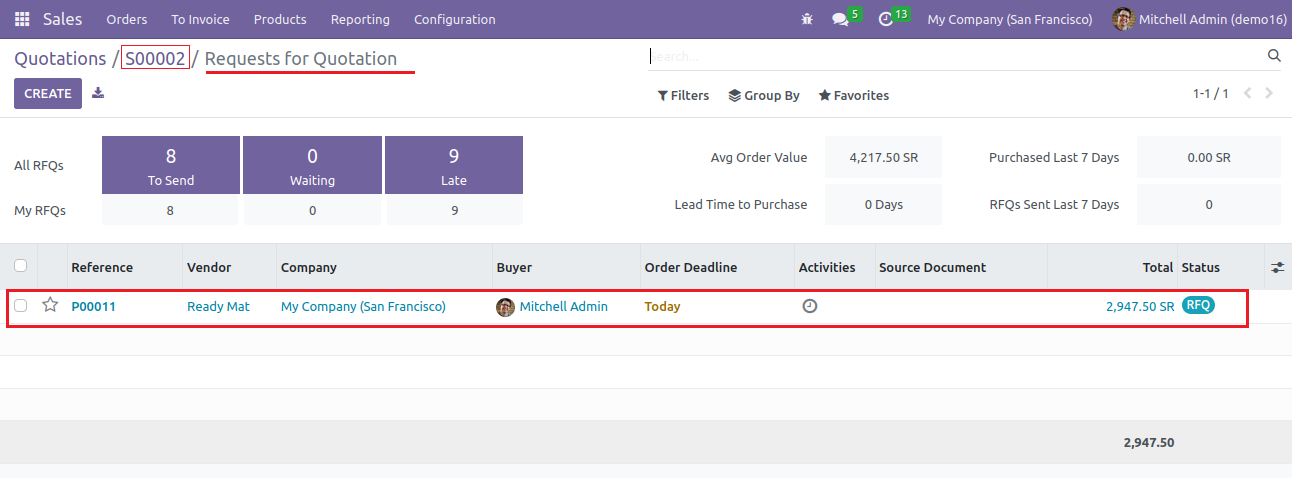 Sales Orders To Invoice Products Reporting Configuration 5 13 My Company (San Francisco) Mitchell Admin (demo16)
Quotations / S00002 / Requests for Quotation Search...
CREATE Filters Group By Favorites 1-1 / 1
All RFQs 8 To Send 0 Waiting 9 Late Avg Order Value 4,217.50 SR Purchased Last 7 Days 0.00 SR
My RFQs 8 0 9 Lead Time to Purchase 0 Days RFQs Sent Last 7 Days 0
Reference Vendor Company Buyer Order Deadline Activities Source Document Total Status
P00011 Ready Mat My Company (San Francisco) Mitchell Admin Today 2,947.50 SR RFQ
2,947.50